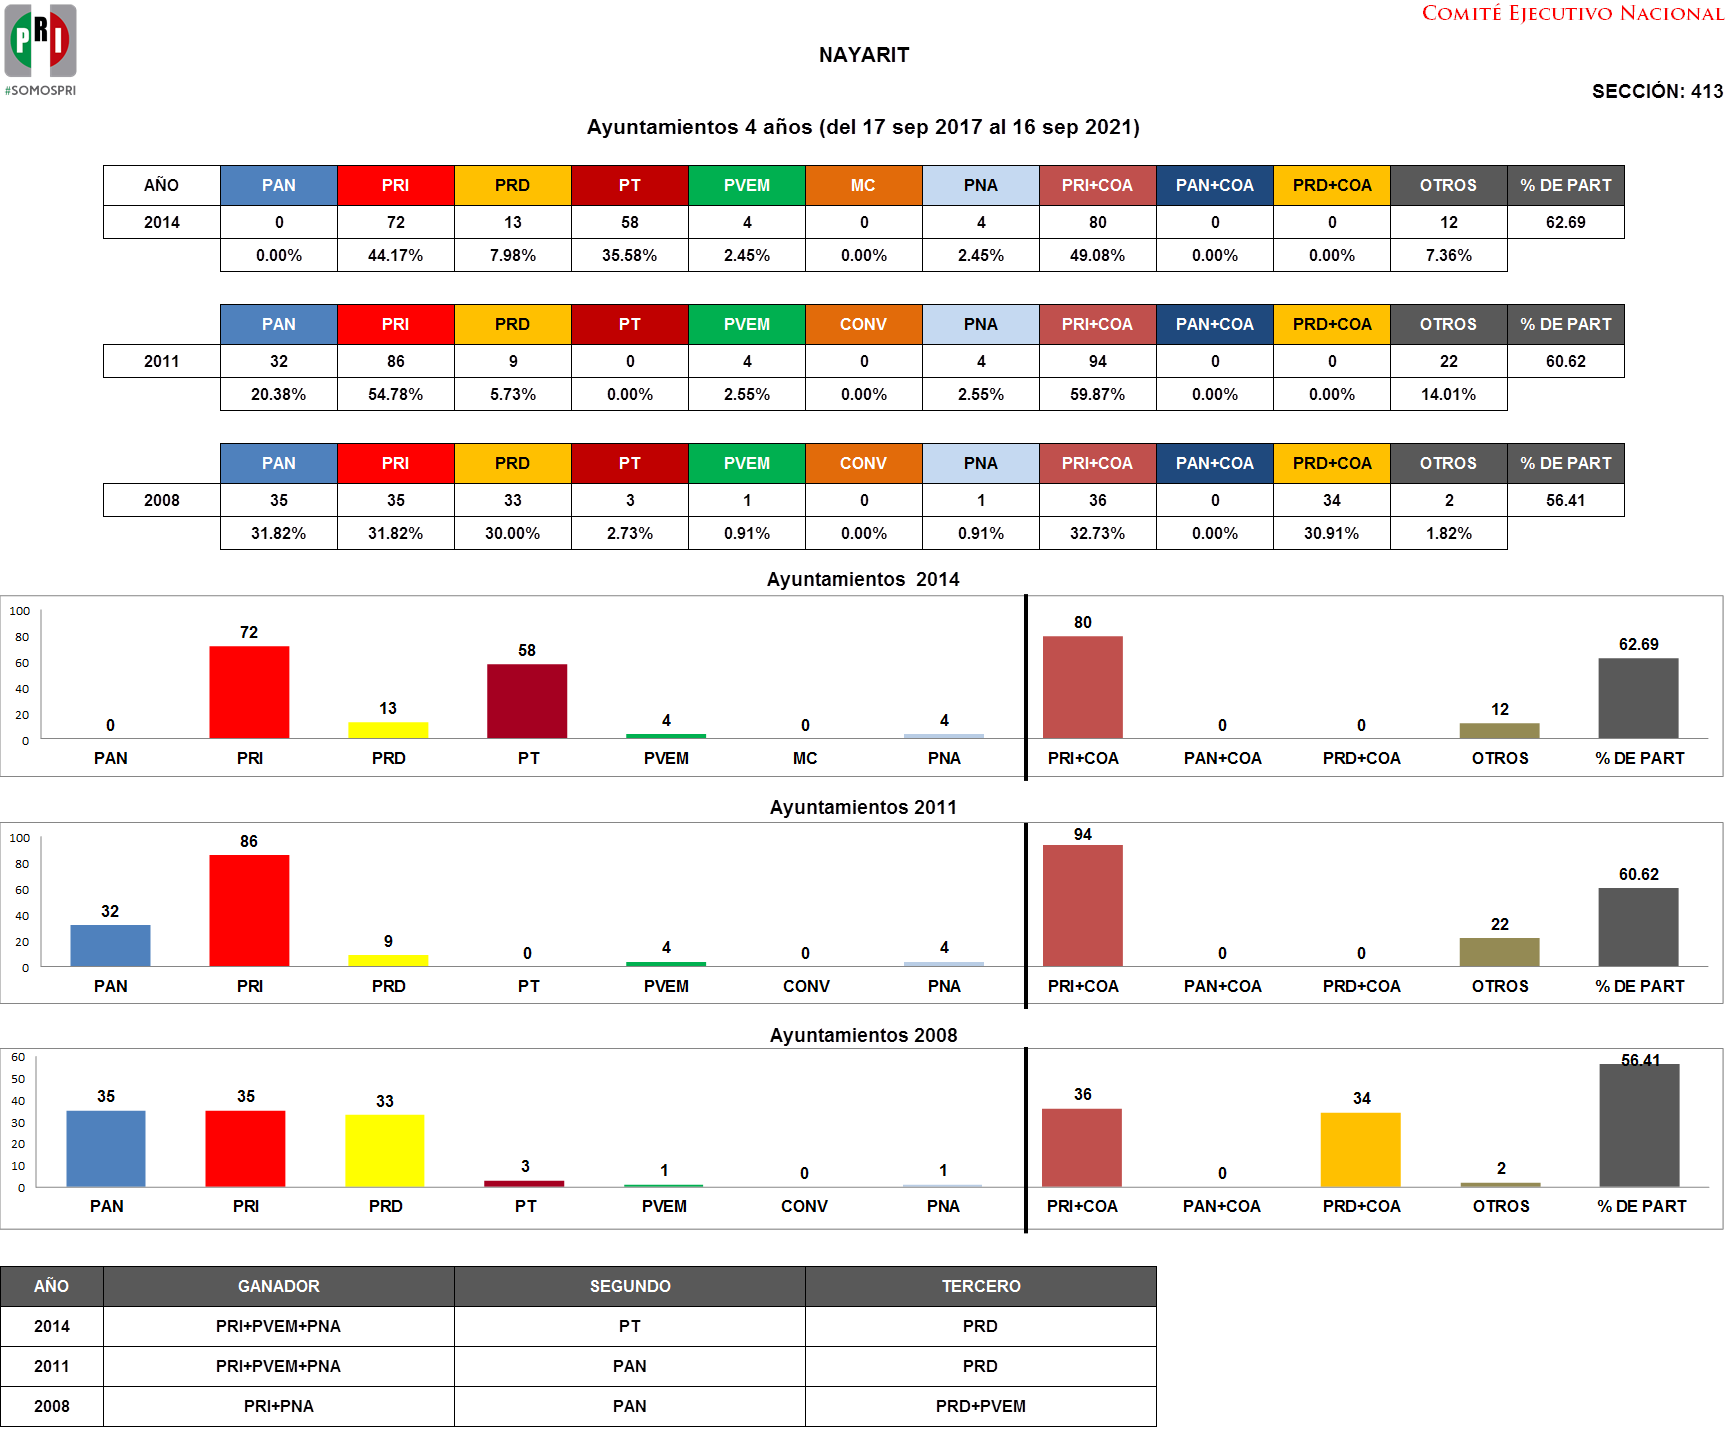 PRI
#SOMOSPRI
COMITÉ EJECUTIVO NACIONAL
NAYARIT
SECCIÓN: 413
Ayuntamientos 4 años (del 17 sep 2017 al 16 sep 2021)
AÑO PAN PRI PRD PT PVEM MC PNA PRI+COA PAN+COA PRD+COA OTROS % DE PART
2014 0 72 13 58 4 0 4 80 0 0 12 62.69
0.00% 44.17% 7.98% 35.58% 2.45% 0.00% 2.45% 49.08% 0.00% 0.00% 7.36%
PAN PRI PRD PT PVEM CONV PNA PRI+COA PAN+COA PRD+COA OTROS % DE PART
2011 32 86 9 0 4 0 4 94 0 0 22 60.62
20.38% 54.78% 5.73% 0.00% 2.55% 0.00% 2.55% 59.87% 0.00% 0.00% 14.01%
PAN PRI PRD PT PVEM CONV PNA PRI+COA PAN+COA PRD+COA OTROS % DE PART
2008 35 35 33 3 1 0 1 36 0 34 2 56.41
31.82% 31.82% 30.00% 2.73% 0.91% 0.00% 0.91% 32.73% 0.00% 30.91% 1.82%
Ayuntamientos 2014
100
80
60
40
20
0
0 72 13 58 4 0 4 80 0 0 12 62.69
PAN PRI PRD PT PVEM MC PNA PRI+COA PAN+COA PRD+COA OTROS % DE PART
Ayuntamientos 2011
100
80
60
40
20
0
32 86 9 0 4 0 4 94 0 0 22 60.62
PAN PRI PRD PT PVEM CONV PNA PRI+COA PAN+COA PRD+COA OTROS % DE PART
Ayuntamientos 2008
60
50
40
30
20
10
0
35 35 33 3 1 0 1 36 0 34 2 56.41
PAN PRI PRD PT PVEM CONV PNA PRI+COA PAN+COA PRD+COA OTROS % DE PART
AÑO GANADOR SEGUNDO TERCERO
2014 PRI+PVEM+PNA PT PRD
2011 PRI+PVEM+PNA PAN PRD
2008 PRI+PNA PAN PRD+PVEM